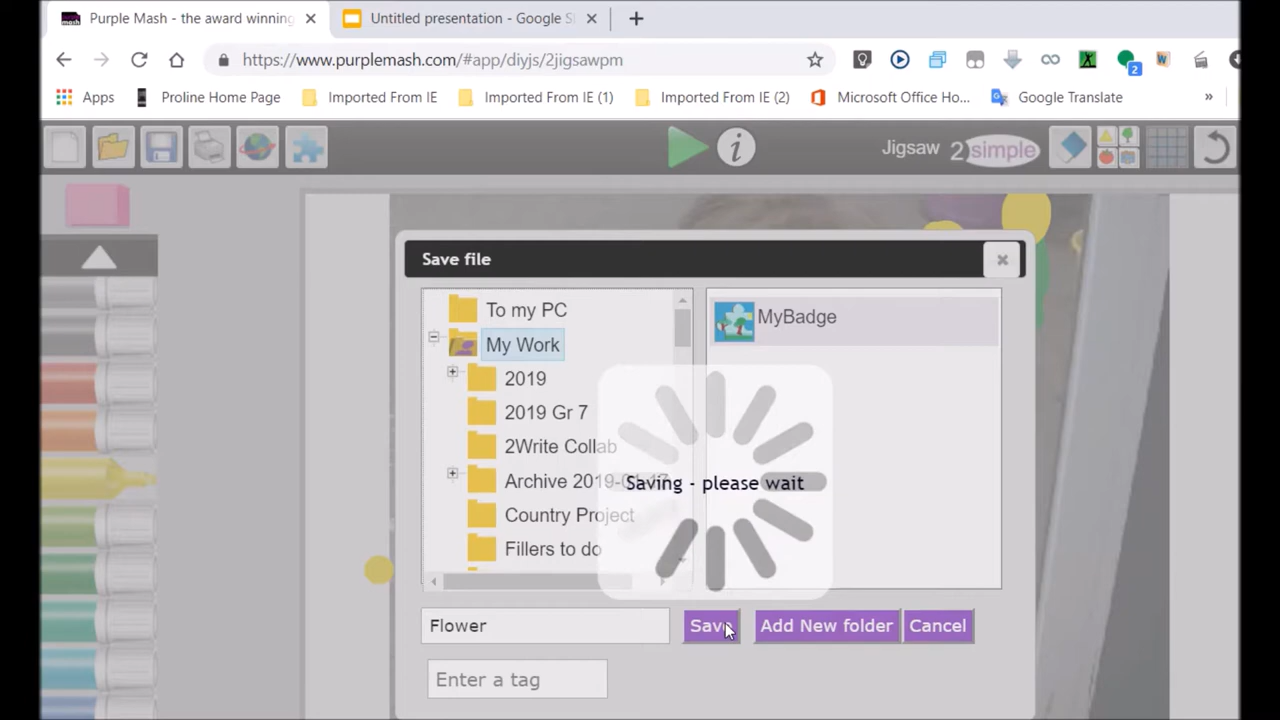 Purple Mash - the award winning
Untitled presentation - Google S
https://www.purplemash.com/#app/diyjs/2jigsawpm
2
W
Apps
Proline Home Page
Imported From IE
Imported From IE (1)
Imported From IE (2)
Microsoft Office Ho...
Google Translate
»
i
Jigsaw 2simple
Save file
To my PC
My Work
2019
2019 Gr 7
2Write Collab
Archive 2019-
Country Project
Fillers to do
MyBadge
Saving - please wait
Flower
Save
Add New folder
Cancel
Enter a tag